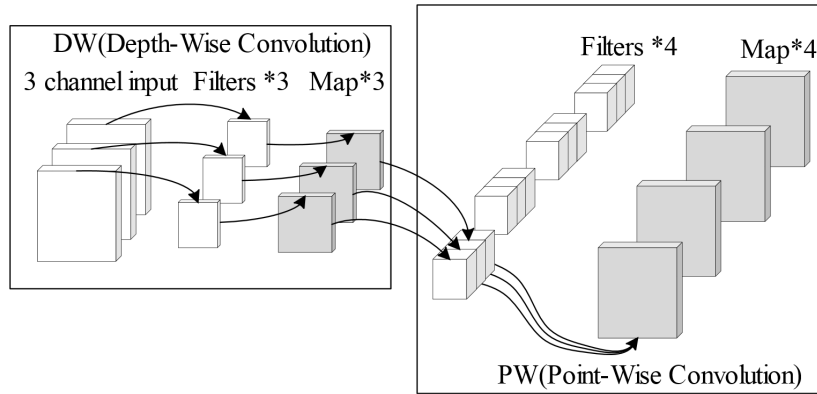 DW(Depth-Wise Convolution)
3 channel input Filters *3 Map*3
Filters *4 Map*4
PW(Point-Wise Convolution)